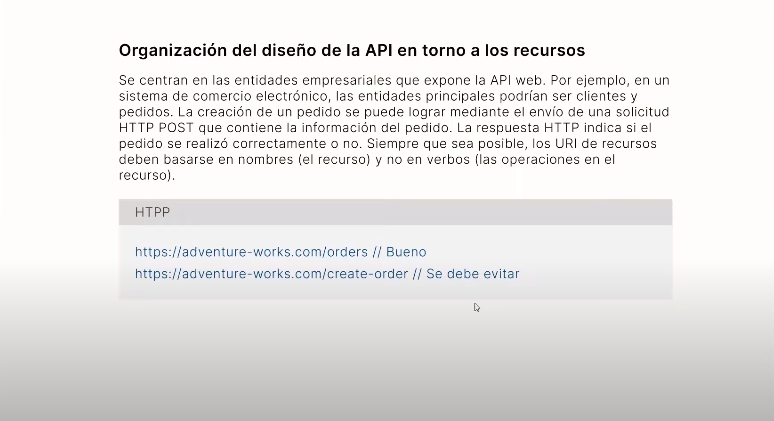 Organización del diseño de la API en torno a los recursos
Se centran en las entidades empresariales que expone la API web. Por ejemplo, en un
sistema de comercio electrónico, las entidades principales podrían ser clientes y
pedidos. La creación de un pedido se puede lograr mediante el envío de una solicitud
HTTP POST que contiene la información del pedido. La respuesta HTTP indica si el
pedido se realizó correctamente o no. Siempre que sea posible, los URI de recursos
deben basarse en nombres (el recurso) y no en verbos (las operaciones en el
recurso).
HTPP
https://adventure-works.com/orders // Bueno
https://adventure-works.com/create-order // Se debe evitar